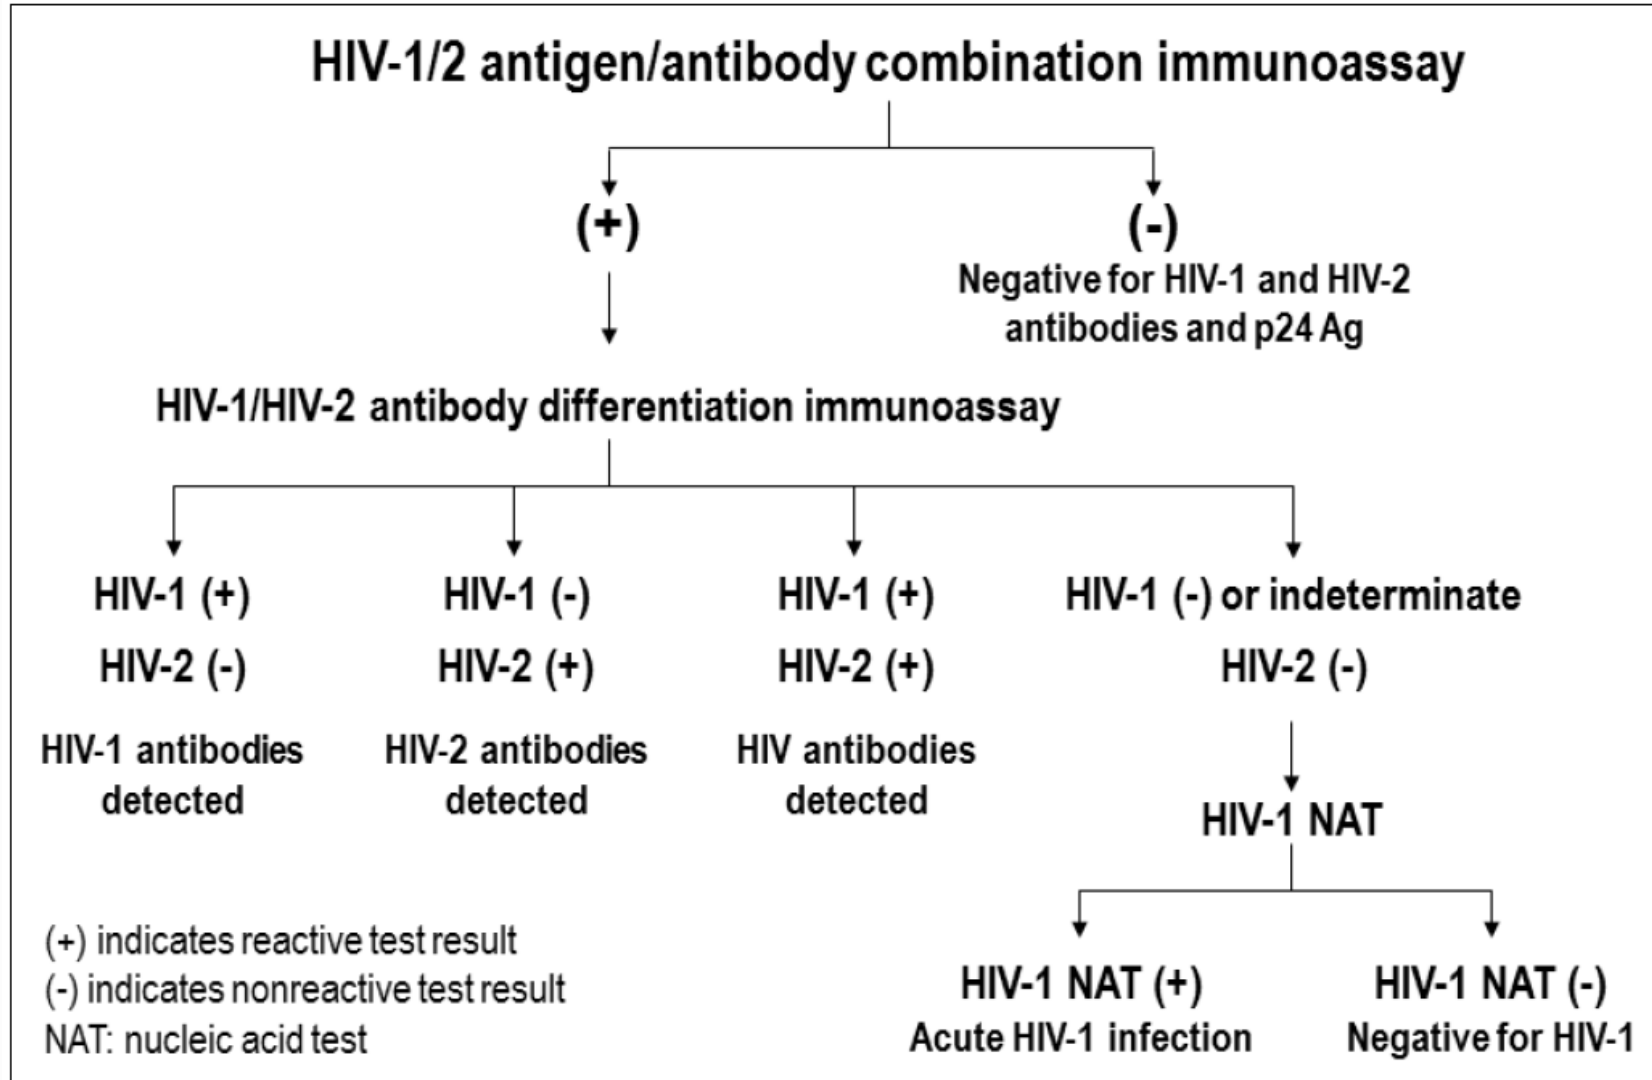 HIV-1/2 antigen/antibody combination immunoassay
(+)
(-)
Negative for HIV-1 and HIV-2
antibodies and p24 Ag
HIV-1/HIV-2 antibody differentiation immunoassay
HIV-1 (+)
HIV-2 (-)
HIV-1 antibodies
detected
HIV-1 (-)
HIV-2 (+)
HIV-2 antibodies
detected
HIV-1 (+)
HIV-2 (+)
HIV antibodies
detected
HIV-1 (-) or indeterminate
HIV-2 (-)
HIV-1 NAT
HIV-1 NAT (+)
Acute HIV-1 infection
HIV-1 NAT (-)
Negative for HIV-1
(+) indicates reactive test result
(-) indicates nonreactive test result
NAT: nucleic acid test